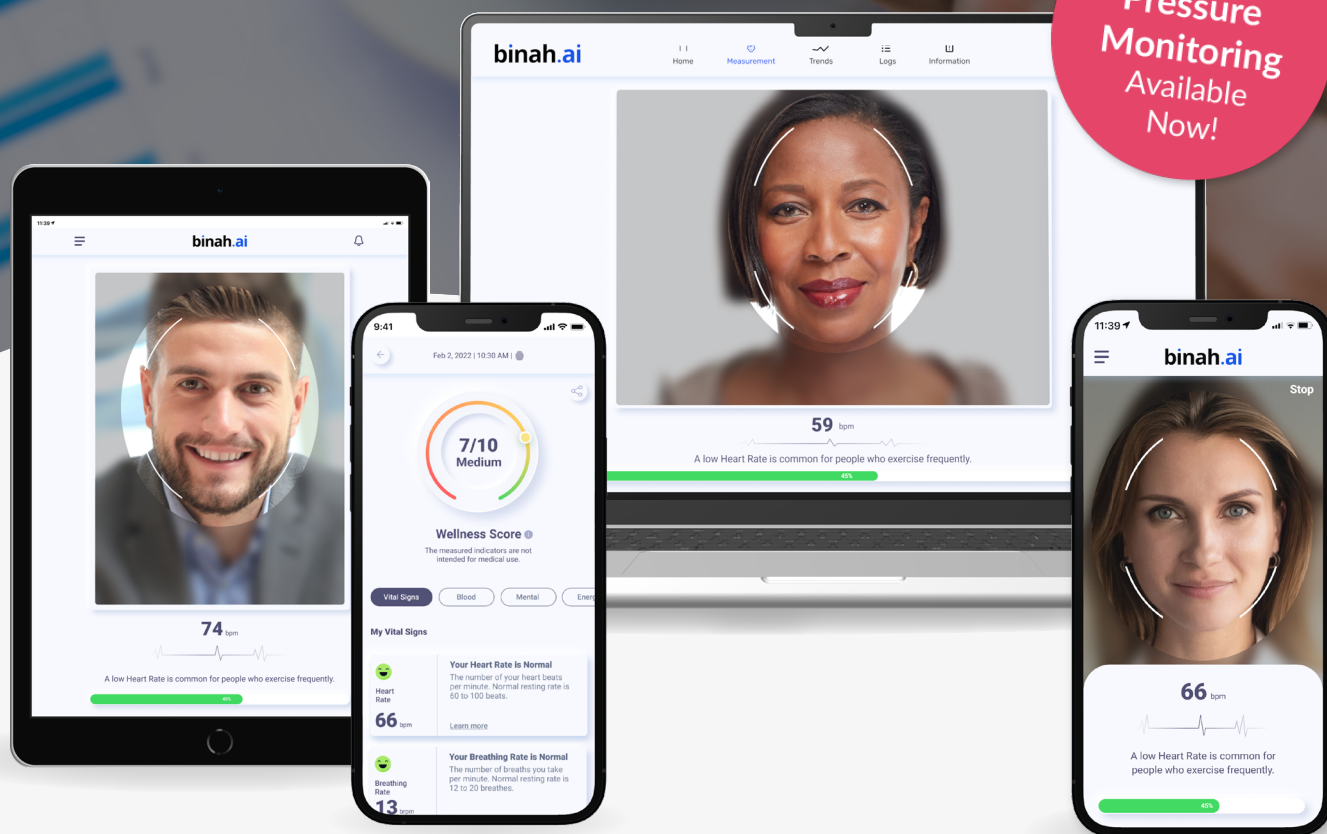 Pressure
Monitoring
Available
Now!
binah.ai
Home
Measurement
Trends
Logs
Information
59 bpm
A low Heart Rate is common for people who exercise frequently.
45%
11:39
binah.ai
74 bpm
A low Heart Rate is common for people who exercise frequently.
45%
9:41
Feb 2, 2022 | 10:30 AM |
7/10
Medium
Wellness Score
The measured indicators are not
intended for medical use.
Vital Signs
Blood
Mental
Energ
My Vital Signs
Heart
Rate
66 bpm
Your Heart Rate is Normal
The number of your heart beats
per minute. Normal resting rate is
60 to 100 beats.
Learn more
Breathing
Rate
13 brpm
Your Breathing Rate is Normal
The number of breaths you take
per minute. Normal resting rate is
12 to 20 breathes.
11:39
binah.ai
Stop
66 bpm
A low Heart Rate is common for
people who exercise frequently.
45%